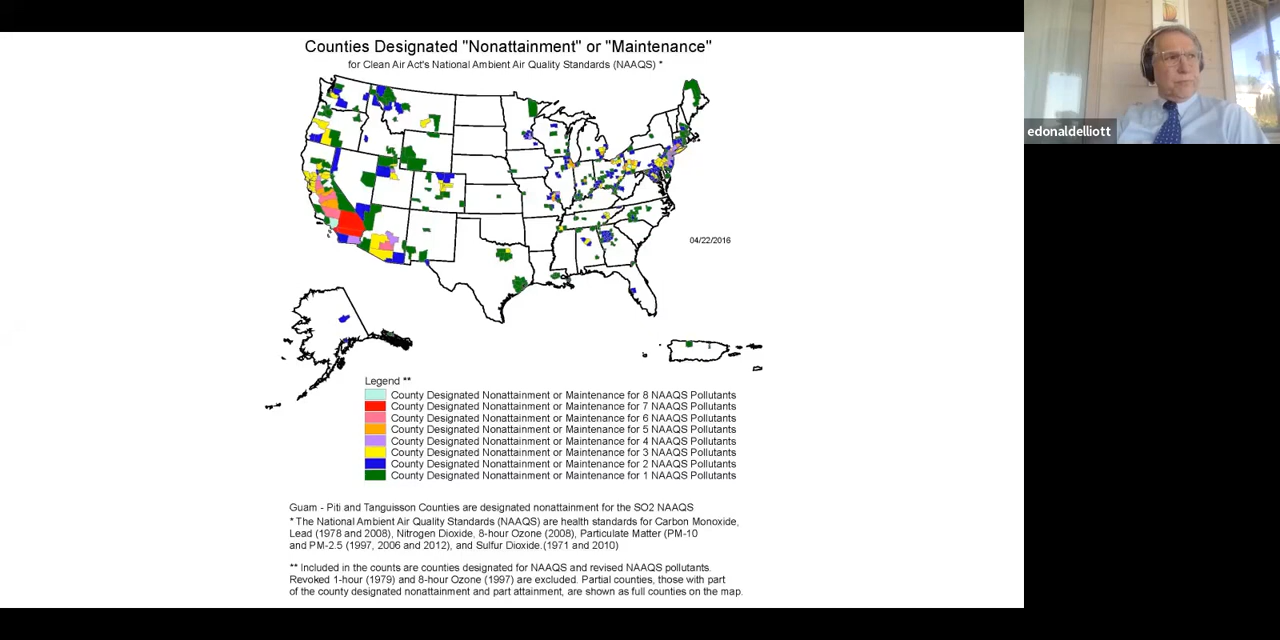 Counties Designated "Nonattainment" or "Maintenance"
for Clean Air Act's National Ambient Air Quality Standards (NAAQS) *
edonaldelliott
04/22/2016
Legend **
County Designated Nonattainment or Maintenance for 8 NAAQS Pollutants
County Designated Nonattainment or Maintenance for 7 NAAQS Pollutants
County Designated Nonattainment or Maintenance for 6 NAAQS Pollutants
County Designated Nonattainment or Maintenance for 5 NAAQS Pollutants
County Designated Nonattainment or Maintenance for 4 NAAQS Pollutants
County Designated Nonattainment or Maintenance for 3 NAAQS Pollutants
County Designated Nonattainment or Maintenance for 2 NAAQS Pollutants
County Designated Nonattainment or Maintenance for 1 NAAQS Pollutants
Guam - Piti and Tanguisson Counties are designated nonattainment for the SO2 NAAQS
* The National Ambient Air Quality Standards (NAAQS) are health standards for Carbon Monoxide,
Lead (1978 and 2008), Nitrogen Dioxide, 8-hour Ozone (2008), Particulate Matter (PM-10
and PM-2.5 (1997, 2006 and 2012), and Sulfur Dioxide.(1971 and 2010)
** Included in the counts are counties designated for NAAQS and revised NAAQS pollutants.
Revoked 1-hour (1979) and 8-hour Ozone (1997) are excluded. Partial counties, those with part
of the county designated nonattainment and part attainment, are shown as full counties on the map.